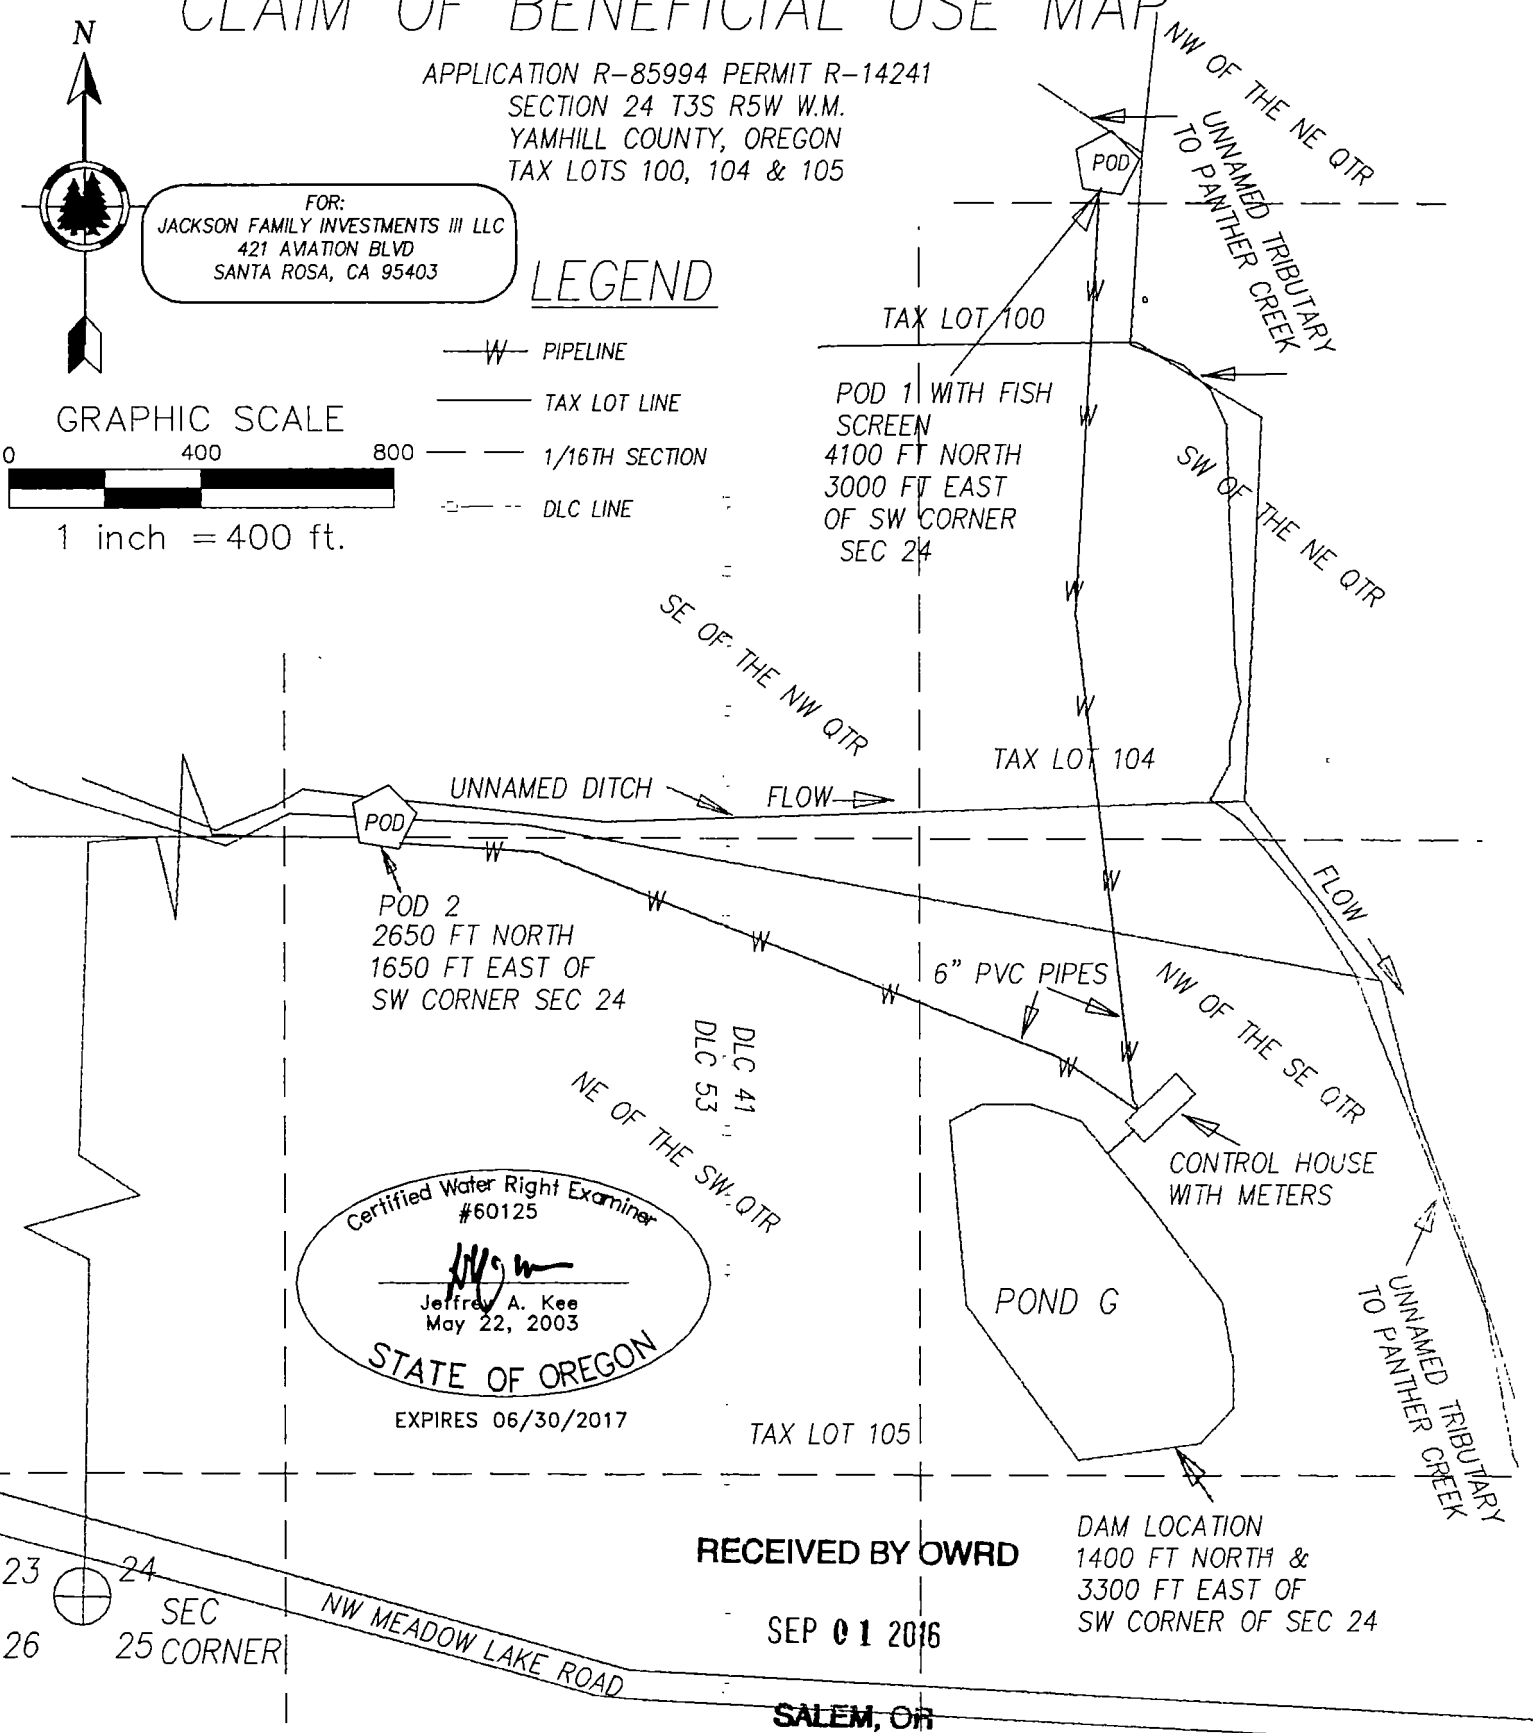 CLAIM OF BENEFICIAL USE MAP
N
APPLICATION R-85994 PERMIT R-14241
SECTION 24 T3S R5W W.M.
YAMHILL COUNTY, OREGON
TAX LOTS 100, 104 & 105
FOR:
JACKSON FAMILY INVESTMENTS III LLC
421 AVIATION BLVD
SANTA ROSA, CA 95403
LEGEND
W PIPELINE
TAX LOT LINE
1/16TH SECTION
DLC LINE
GRAPHIC SCALE
0 400 800
1 inch = 400 ft.
NW OF THE NE QTR
UNNAMED TRIBUTARY
TO PANTHER CREEK
POD
W
TAX LOT 100
POD 1 WITH FISH
SCREEN
4100 FT NORTH
3000 FT EAST
OF SW CORNER
SEC 24
W
SW OF THE NE QTR
W
SE OF THE NW QTR
W
TAX LOT 104
UNNAMED DITCH
FLOW
POD
W
W
W
W
FLOW
POD 2
2650 FT NORTH
1650 FT EAST OF
SW CORNER SEC 24
W
6" PVC PIPES
NW OF THE SE QTR
W
W
DLC 41
DLC 53
NE OF THE SW QTR
CONTROL HOUSE
WITH METERS
Certified Water Right Examiner
#60125
Jeffrey A. Kee
May 22, 2003
STATE OF OREGON
EXPIRES 06/30/2017
POND G
UNNAMED TRIBUTARY
TO PANTHER CREEK
TAX LOT 105
DAM LOCATION
1400 FT NORTH &
3300 FT EAST OF
SW CORNER OF SEC 24
RECEIVED BY OWRD
SEP 01 2016
SALEM, OR
23 24
26 25
SEC
CORNER
NW MEADOW LAKE ROAD